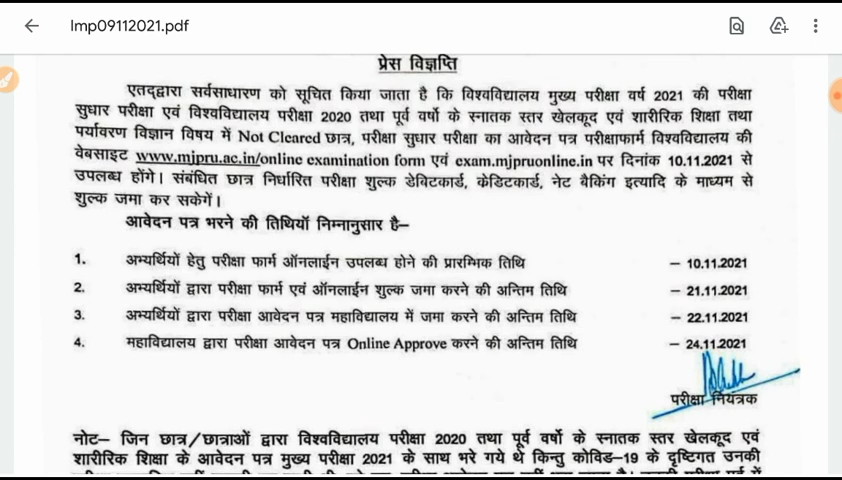 Imp09112021.pdf
प्रेस विज्ञप्ति
एतद्द्वारा सर्वसाधारण को सूचित किया जाता है कि विश्वविद्यालय मुख्य परीक्षा वर्ष 2021 की परीक्षा
सुधार परीक्षा एवं विश्वविद्यालय परीक्षा 2020 तथा पूर्व वर्षो के स्नातक स्तर खेलकूद एवं शारीरिक शिक्षा तथा
पर्यावरण विज्ञान विषय में Not Cleared छात्र, परीक्षा सुधार परीक्षा का आवेदन पत्र परीक्षाफार्म विश्वविद्यालय की
वेबसाइट www.mjpru.ac.in/online examination form एवं exam.mjpruonline.in पर दिनांक 10.11.2021 से
उपलब्ध होंगे। संबंधित छात्र निर्धारित परीक्षा शुल्क डेबिटकार्ड, केडिटकार्ड, नेट बैकिंग इत्यादि के माध्यम से
शुल्क जमा कर सकेगें।
आवेदन पत्र भरने की तिथियॉ निम्नानुसार है–
1. अभ्यर्थियों हेतु परीक्षा फार्म ऑनलाईन उपलब्ध होने की प्रारम्भिक तिथि – 10.11.2021
2. अभ्यर्थियों द्वारा परीक्षा फार्म एवं ऑनलाईन शुल्क जमा करने की अन्तिम तिथि – 21.11.2021
3. अभ्यर्थियों द्वारा परीक्षा आवेदन पत्र महाविद्यालय में जमा करने की अन्तिम तिथि – 22.11.2021
4. महाविद्यालय द्वारा परीक्षा आवेदन पत्र Online Approve करने की अन्तिम तिथि – 24.11.2021
परीक्षा नियंत्रक
नोट– जिन छात्र/छात्राओं द्वारा विश्वविद्यालय परीक्षा 2020 तथा पूर्व वर्षो के स्नातक स्तर खेलकूद एवं
शारीरिक शिक्षा के आवेदन पत्र मुख्य परीक्षा 2021 के साथ भरे गये थे किन्तु कोविड–19 के दृष्टिगत उनकी